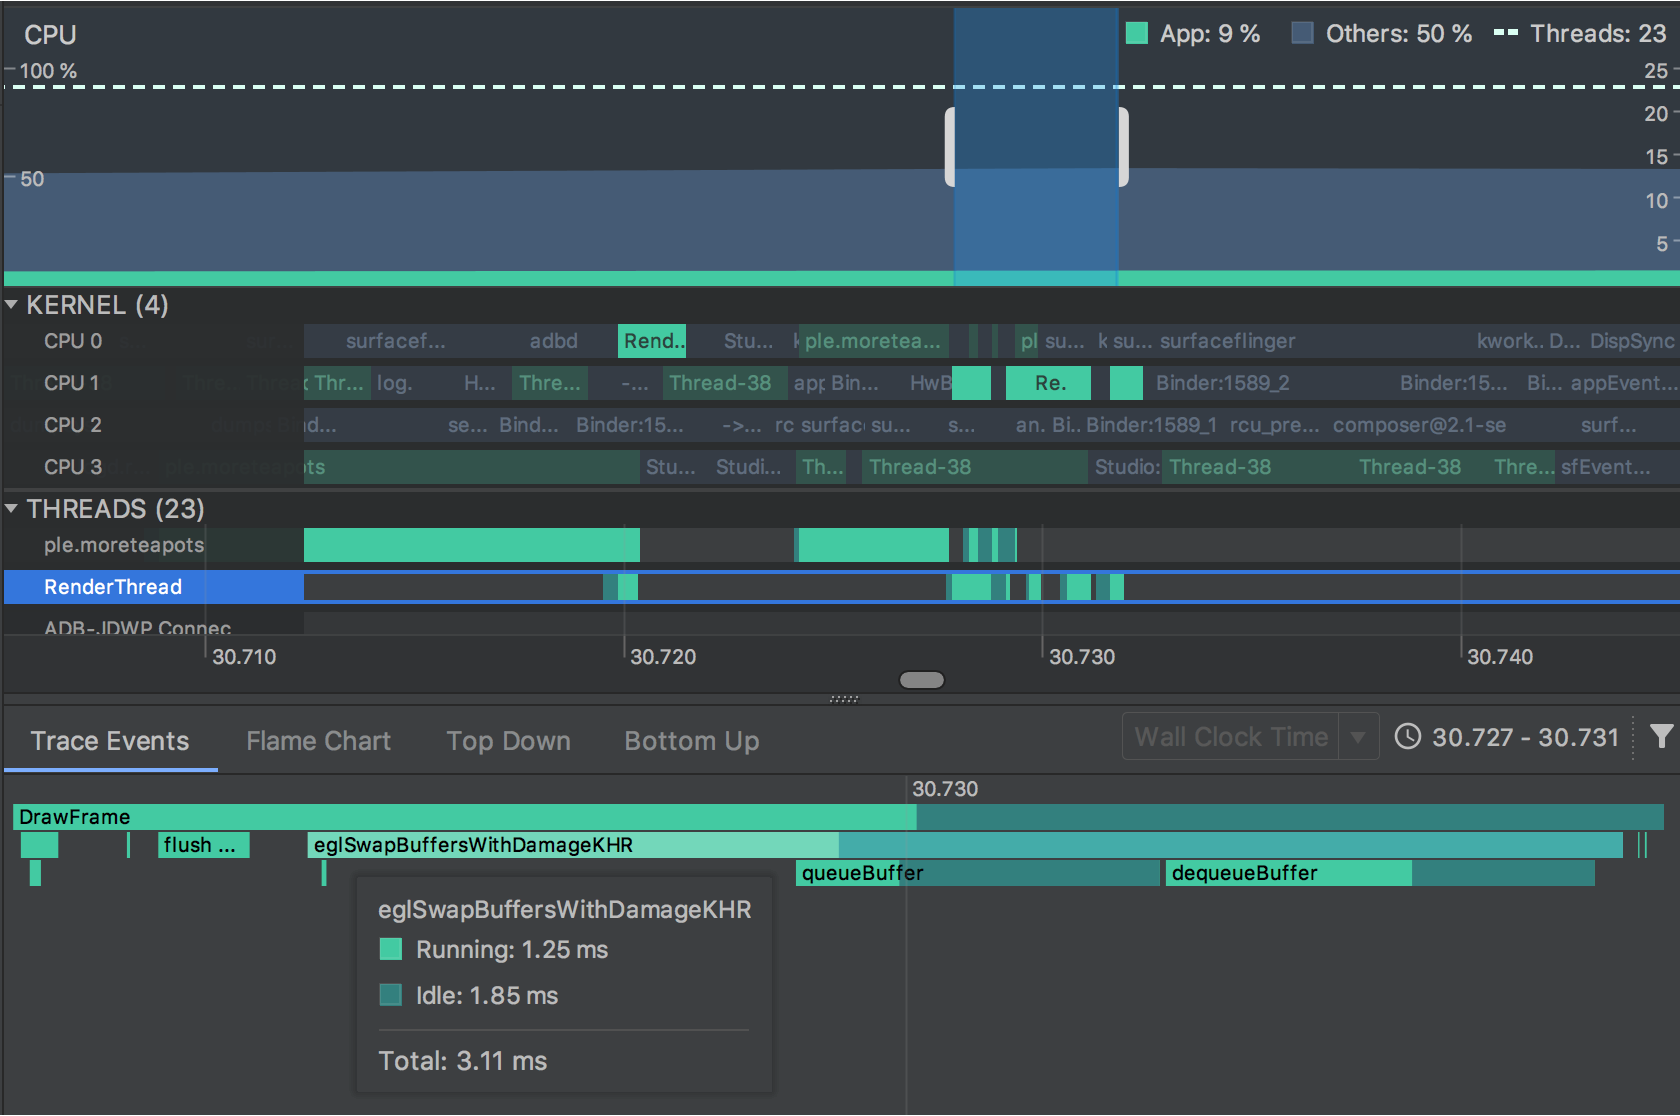 CPU
App: 9 % Others: 50 % Threads: 23
100 % 25
20
15
50
10
5
KERNEL (4)
CPU 0 surfacef... adbd Rend.. Stu... k ple.moretea... pl su... k su... surfaceflinger kwork.. D... DispSync
CPU 1 Thr... log. H... Thre... -... Thread-38 app Bin... HwB Re. Binder:1589_2 Binder:15... Bi... appEvent...
CPU 2 d... se... Bind... Binder:15... ->... rc surfac su... s... an. Bi.. Binder:1589_1 rcu_pre... composer@2.1-se surf...
CPU 3 ple.moreteapots Stu... Studi... Th... Thread-38 Studio: Thread-38 Thread-38 Thre... sfEvent...
THREADS (23)
ple.moreteapots
RenderThread
ADB-JDWP Connec
30.710 30.720 30.730 30.740
Trace Events Flame Chart Top Down Bottom Up Wall Clock Time 30.727 - 30.731
30.730
DrawFrame
flush ... eglSwapBuffersWithDamageKHR
queueBuffer dequeueBuffer
eglSwapBuffersWithDamageKHR
Running: 1.25 ms
Idle: 1.85 ms
Total: 3.11 ms